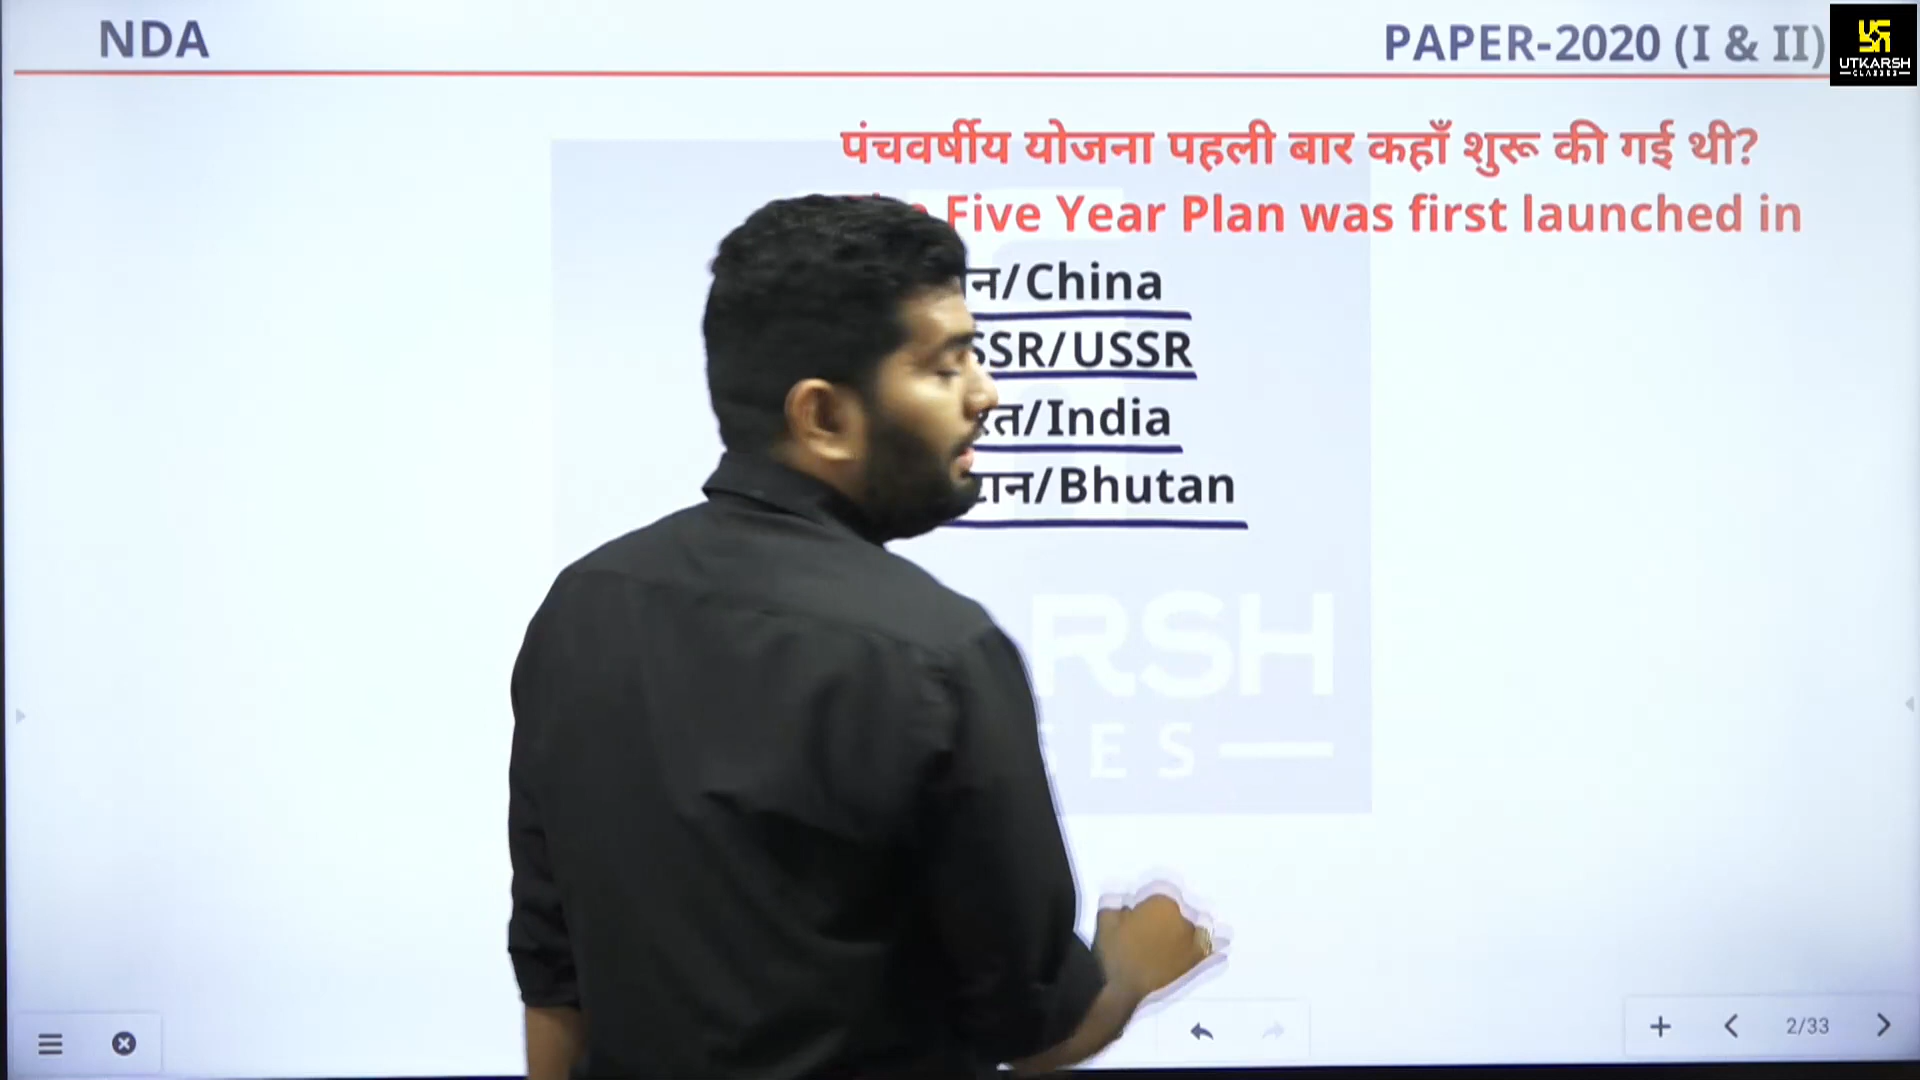 NDA
PAPER-2020 (I & II)
UTKARSH
CLASSES
पंचवर्षीय योजना पहली बार कहाँ शुरू की गई थी?
Five Year Plan was first launched in
/China
/USSR
/India
/Bhutan
2/33